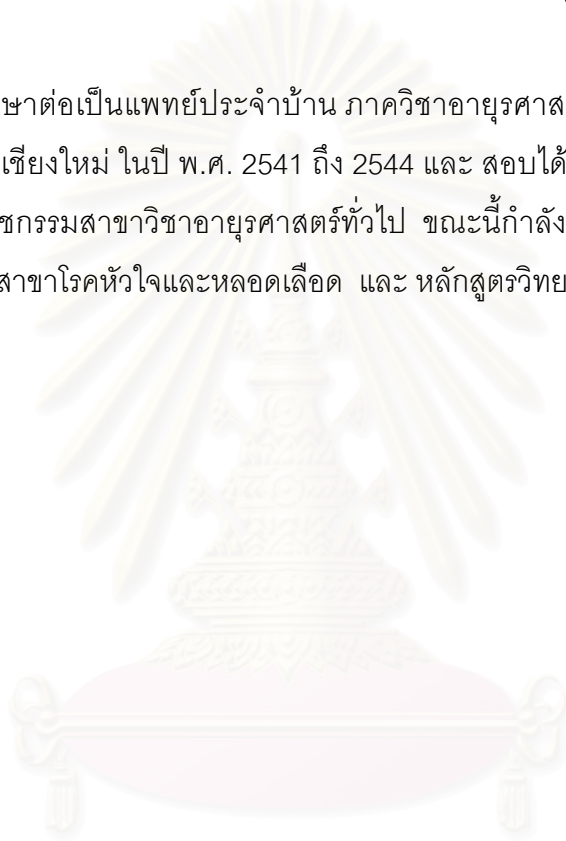 ษาต่อเป็นแพทย์ประจำบ้าน ภาควิชาอายุรศาส
เชียงใหม่ ในปี พ.ศ. 2541 ถึง 2544 และ สอบได้
ชกรรมสาขาวิชาอายุรศาสตร์ทั่วไป ขณะนี้กำลัง
สาขาโรคหัวใจและหลอดเลือด และ หลักสูตรวิทย